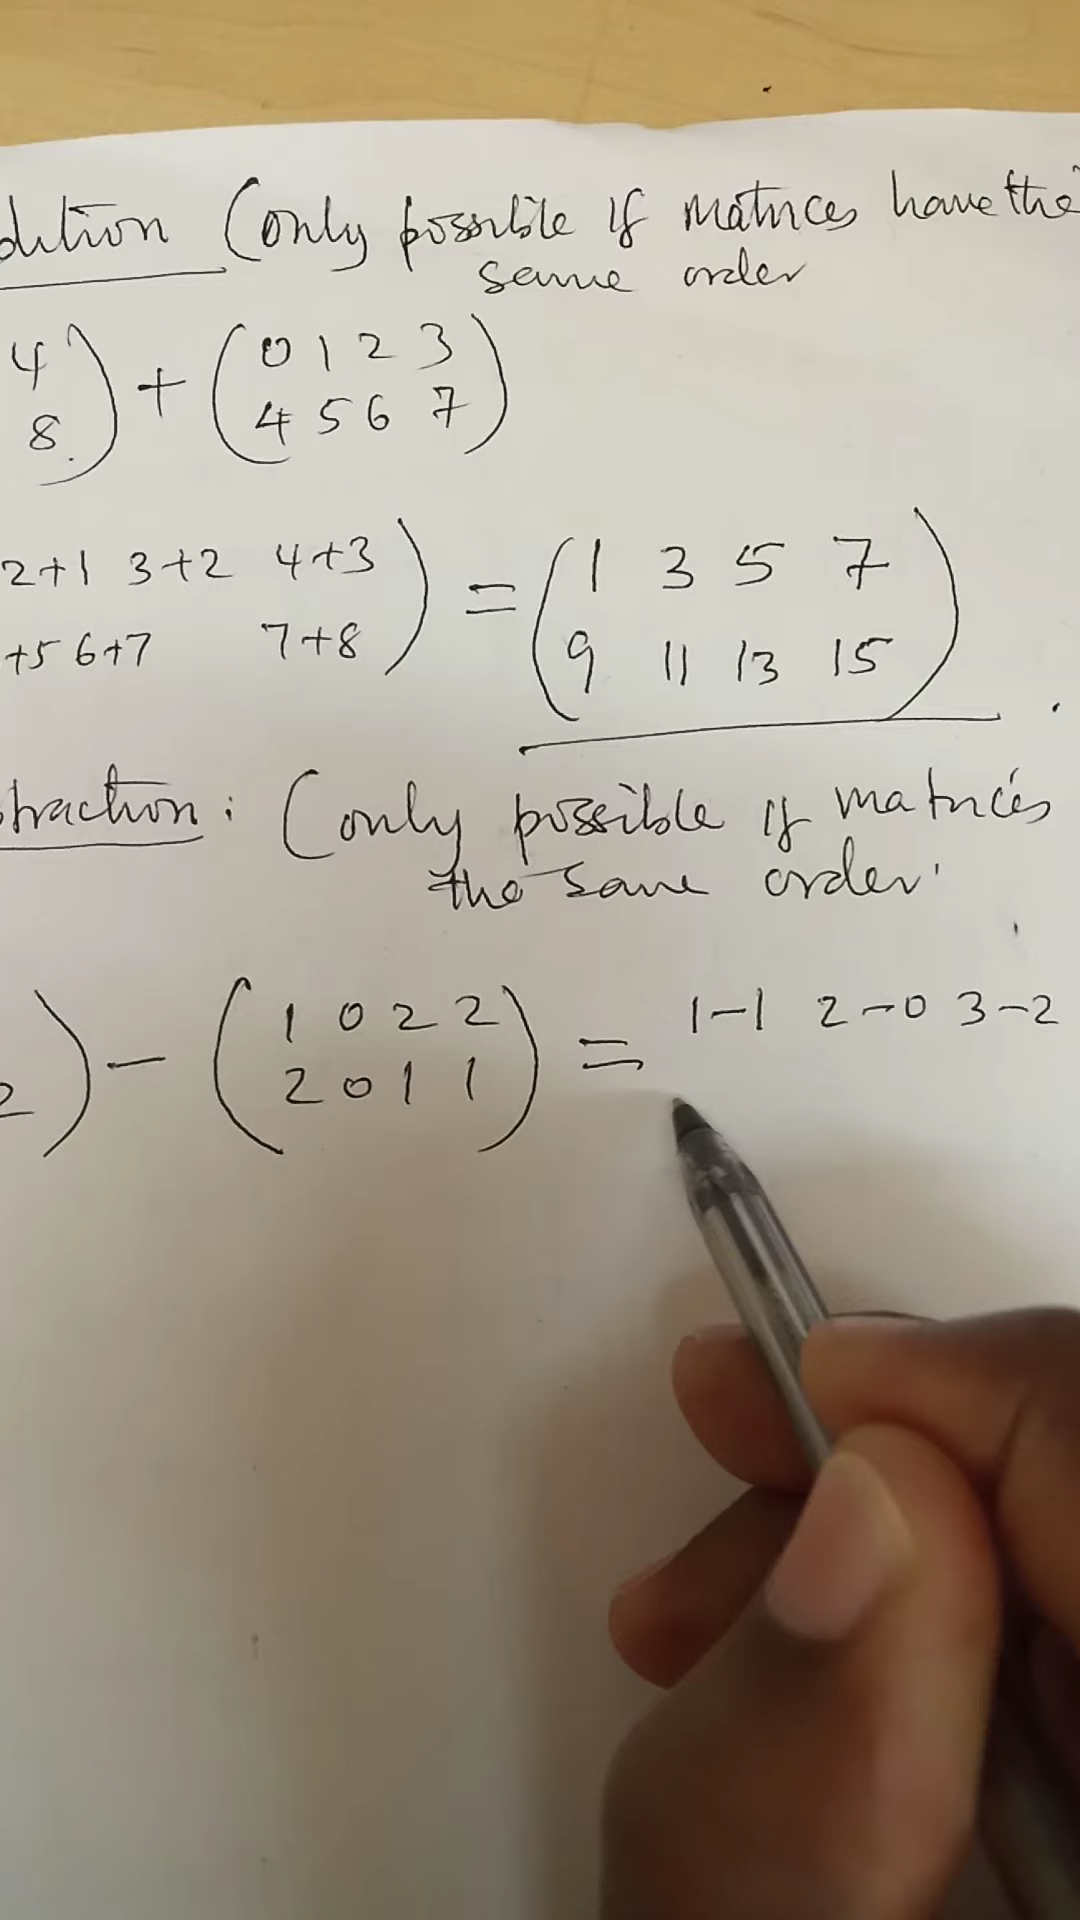 dition (only possible if matrices have the
same order
4 ) + ( 0 1 2 3 )
8 4 5 6 7
2+1 3+2 4+3 ) = ( 1 3 5 7 )
+5 6+7 7+8 9 11 13 15
traction: (only possible if matrices
the same order.
) - ( 1 0 2 2 ) = 1-1 2-0 3-2
2 2 0 1 1